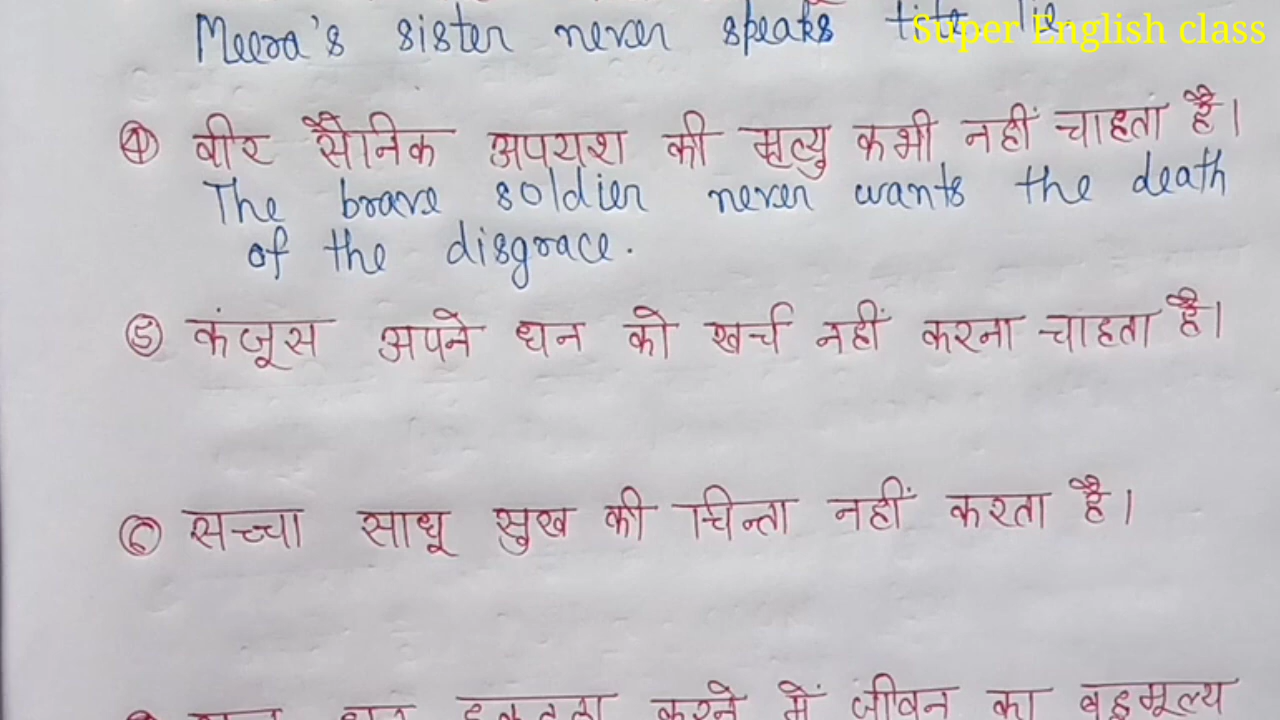 Meera's sister never speaks
Super English class
④ वीर सैनिक अपयश की मृत्यु कभी नहीं चाहता है।
The brave soldier never wants the death
of the disgrace.
⑤ कंजूस अपने धन को खर्च नहीं करना चाहता है।
⑥ सच्चा साधू सुख की चिन्ता नहीं करता है।
करने में जीवन का बहुमूल्य